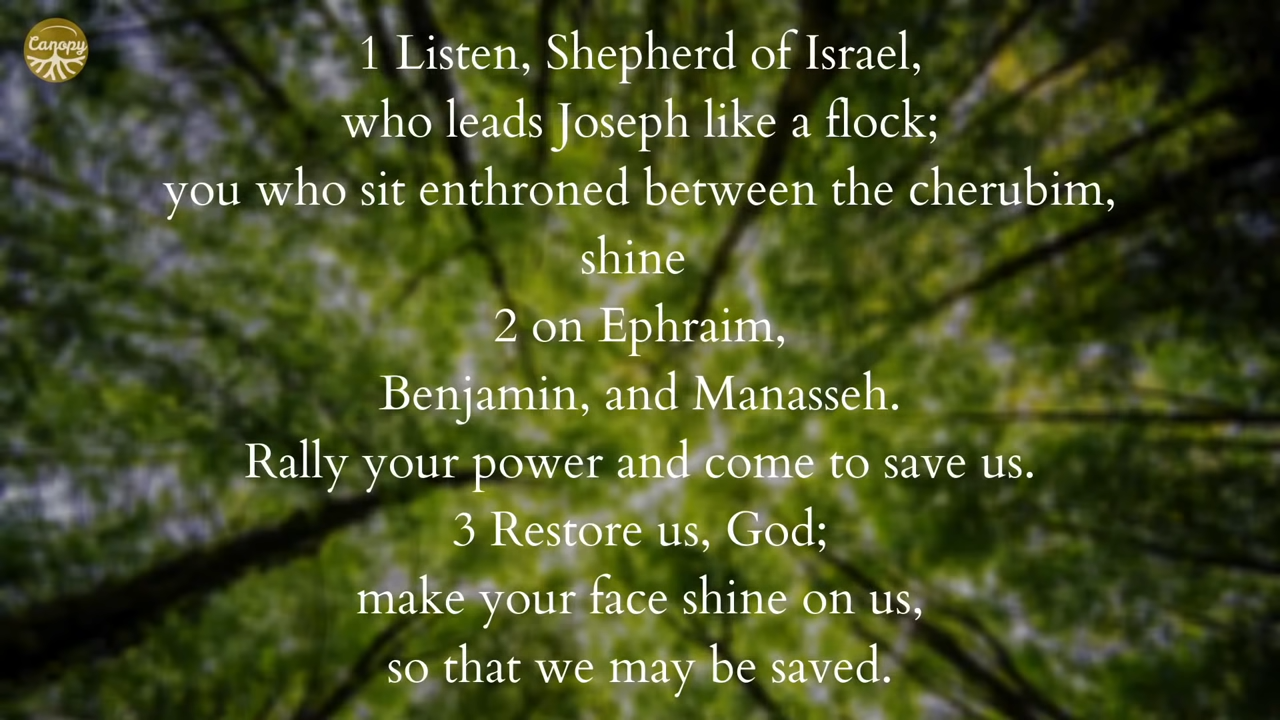 Canopy
1 Listen, Shepherd of Israel,
who leads Joseph like a flock;
you who sit enthroned between the cherubim,
shine
2 on Ephraim,
Benjamin, and Manasseh.
Rally your power and come to save us.
3 Restore us, God;
make your face shine on us,
so that we may be saved.